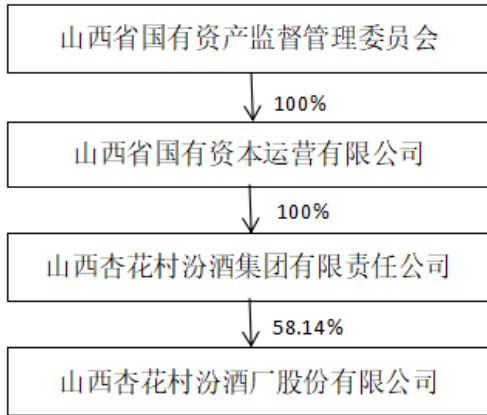 山西省国有资产监督管理委员会
100%
山西省国有资本运营有限公司
100%
山西杏花村汾酒集团有限责任公司
58.14%
山西杏花村汾酒厂股份有限公司